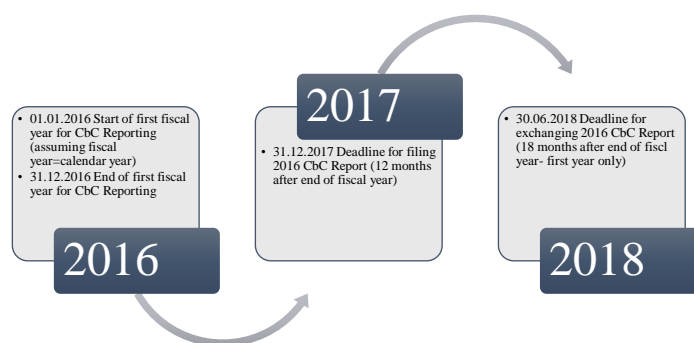 • 01.01.2016 Start of first fiscal
year for CbC Reporting
(assuming fiscal
year=calendar year)
• 31.12.2016 End of first fiscal
year for CbC Reporting
2016
2017
• 31.12.2017 Deadline for filing
2016 CbC Report (12 months
after end of fiscal year)
• 30.06.2018 Deadline for
exchanging 2016 CbC Report
(18 months after end of fiscl
year- first year only)
2018